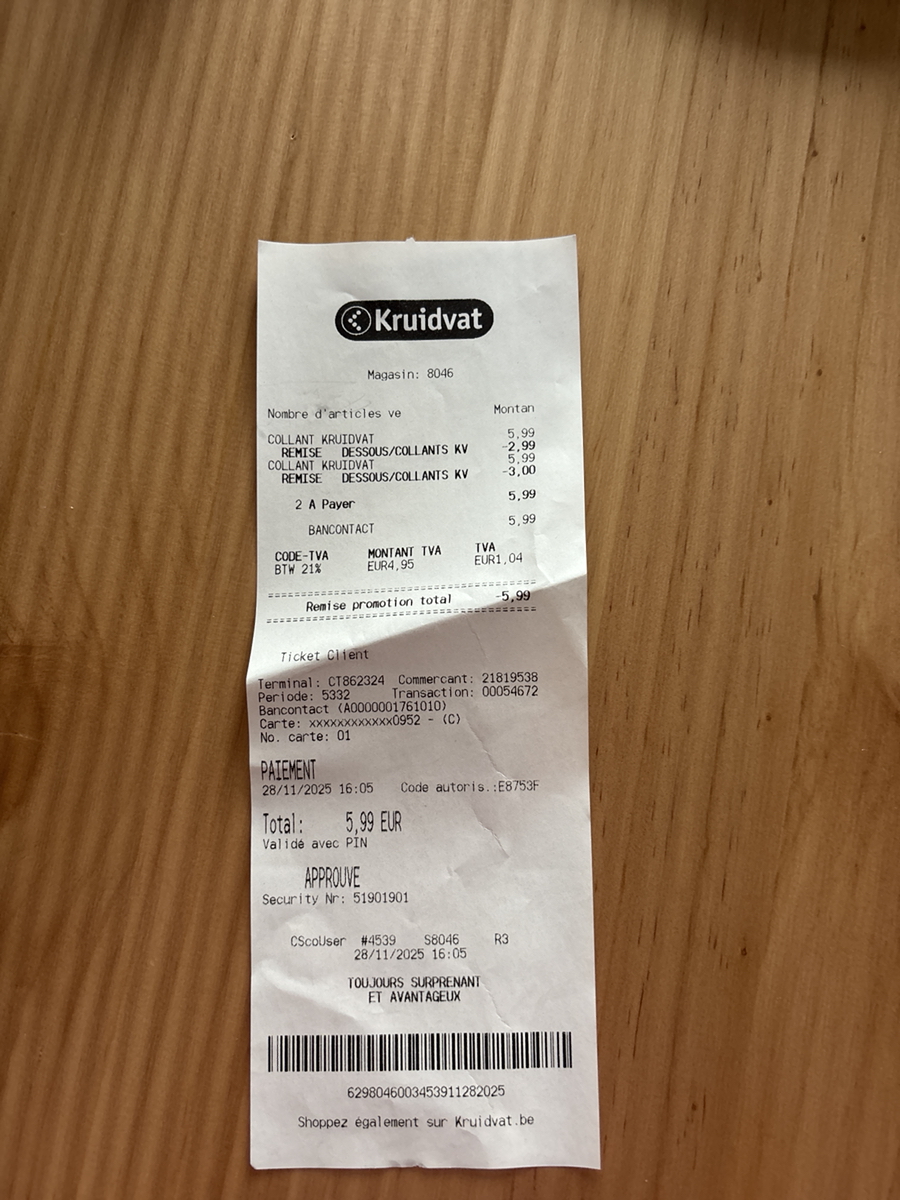 Kruidvat
Magasin: 8046
Nombre d'articles ve Montan
COLLANT KRUIDVAT 5,99
REMISE DESSOUS/COLLANTS KV -2,99
COLLANT KRUIDVAT 5,99
REMISE DESSOUS/COLLANTS KV -3,00
2 A Payer 5,99
BANCONTACT 5,99
CODE-TVA MONTANT TVA TVA
BTW 21% EUR4,95 EUR1,04
Remise promotion total -5,99
Ticket Client
Terminal: CT862324 Commercant: 21819538
Periode: 5332 Transaction: 00054672
Bancontact (A0000001761010)
Carte: xxxxxxxxxxxx0952 - (C)
No. carte: 01
PAIEMENT
28/11/2025 16:05 Code autoris.:E8753F
Total: 5,99 EUR
Validé avec PIN
APPROUVE
Security Nr: 51901901
CScoUser #4539 S8046 R3
28/11/2025 16:05
TOUJOURS SURPRENANT
ET AVANTAGEUX
6298046003453911282025
Shoppez également sur Kruidvat.be